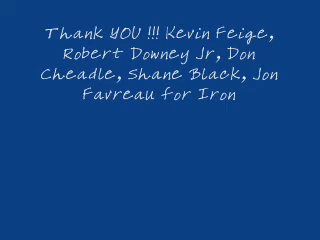 Thank YOU !!! Kevin Feige,
Robert Downey Jr, Don
Cheadle, Shane Black, Jon
Favreau for Iron